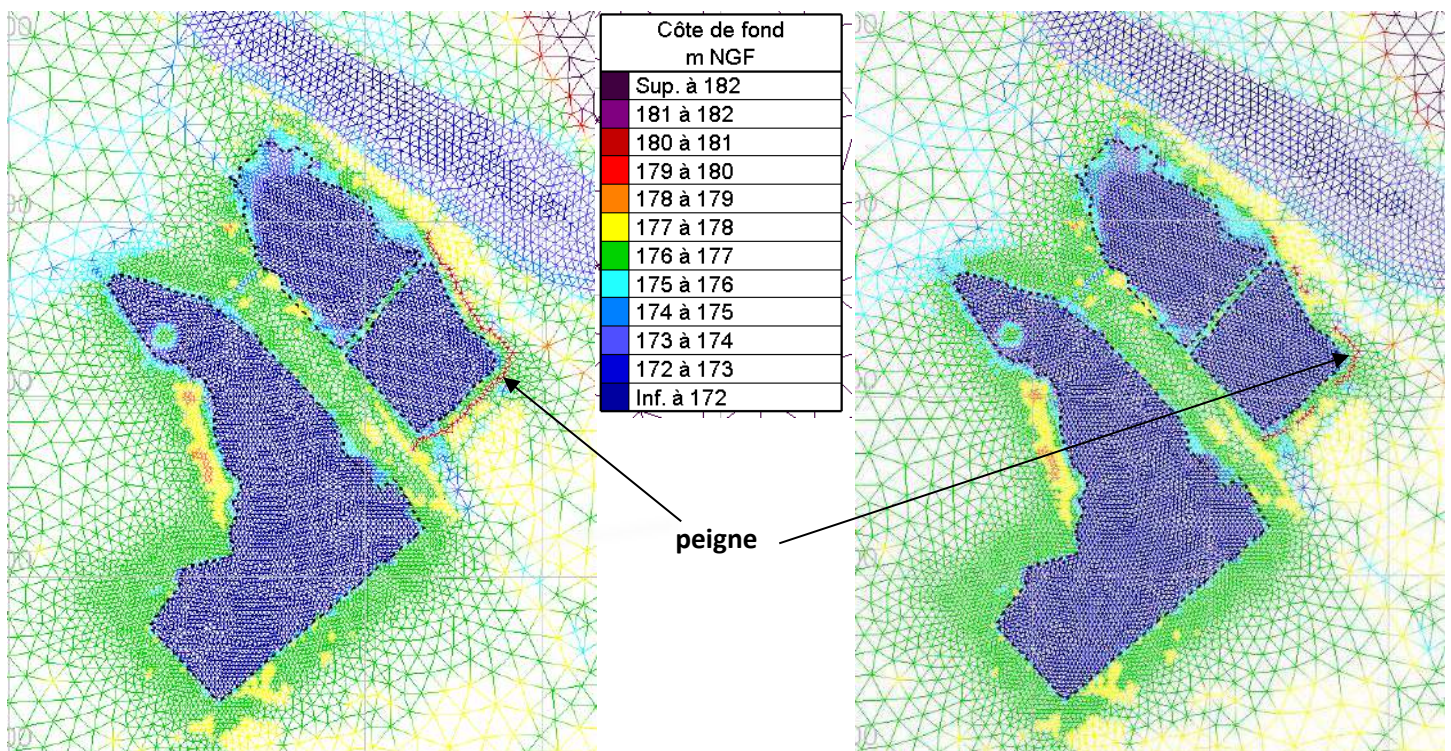 Côte de fond
m NGF
Sup. à 182
181 à 182
180 à 181
179 à 180
178 à 179
177 à 178
176 à 177
175 à 176
174 à 175
173 à 174
172 à 173
Inf. à 172
peigne